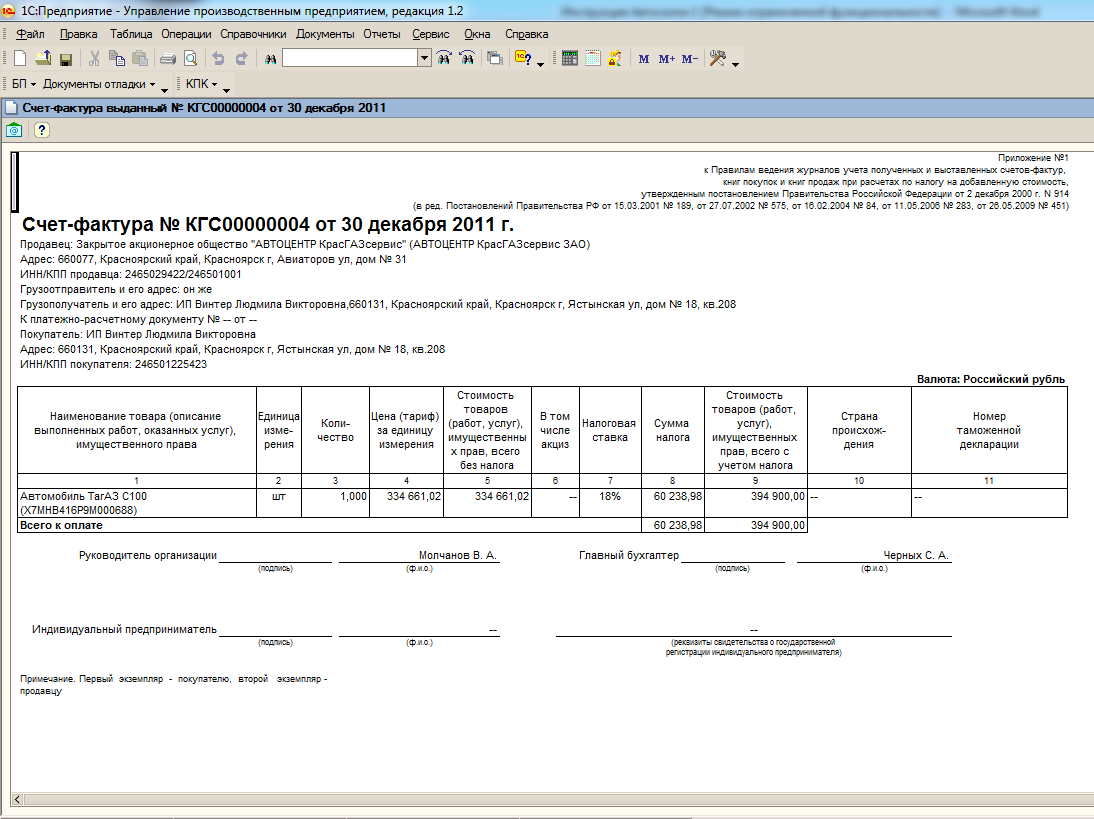 1С:Предприятие - Управление производственным предприятием, редакция 1.2
Файл Правка Таблица Операции Справочники Документы Отчеты Сервис Окна Справка
M M+ M-
БП Документы отладки КПК
Счет-фактура выданный № КГС00000004 от 30 декабря 2011
Приложение №1
к Правилам ведения журналов учета полученных и выставленных счетов-фактур,
книг покупок и книг продаж при расчетах по налогу на добавленную стоимость,
утвержденным постановлением Правительства Российской Федерации от 2 декабря 2000 г. N 914
(в ред. Постановлений Правительства РФ от 15.03.2001 № 189, от 27.07.2002 № 575, от 16.02.2004 № 84, от 11.05.2006 № 283, от 26.05.2009 № 451)
Счет-фактура № КГС00000004 от 30 декабря 2011 г.
Продавец: Закрытое акционерное общество "АВТОЦЕНТР КрасГАЗсервис" (АВТОЦЕНТР КрасГАЗсервис ЗАО)
Адрес: 660077, Красноярский край, Красноярск г, Авиаторов ул, дом № 31
ИНН/КПП продавца: 2465029422/246501001
Грузоотправитель и его адрес: он же
Грузополучатель и его адрес: ИП Винтер Людмила Викторовна,660131, Красноярский край, Красноярск г, Ястынская ул, дом № 18, кв.208
К платежно-расчетному документу № -- от --
Покупатель: ИП Винтер Людмила Викторовна
Адрес: 660131, Красноярский край, Красноярск г, Ястынская ул, дом № 18, кв.208
ИНН/КПП покупателя: 246501225423
Валюта: Российский рубль
Наименование товара (описание
выполненных работ, оказанных услуг),
имущественного права
Единица
изме-
рения
Коли-
чество
Цена (тариф)
за единицу
измерения
Стоимость
товаров
(работ, услуг),
имущественны
х прав, всего
без налога
В том
числе
акциз
Налоговая
ставка
Сумма
налога
Стоимость
товаров (работ,
услуг),
имущественных
прав, всего с
учетом налога
Страна
происхож-
дения
Номер
таможенной
декларации
1 2 3 4 5 6 7 8 9 10 11
Автомобиль ТагАЗ С100 шт 1,000 334 661,02 334 661,02 -- 18% 60 238,98 394 900,00 -- --
(X7MHB416P9M000688)
Всего к оплате 60 238,98 394 900,00
Руководитель организации Молчанов В. А. Главный бухгалтер Черных С. А.
(подпись) (ф.и.о.) (подпись) (ф.и.о.)
Индивидуальный предприниматель -- --
(подпись) (ф.и.о.) (реквизиты свидетельства о государственной
регистрации индивидуального предпринимателя)
Примечание. Первый экземпляр - покупателю, второй экземпляр -
продавцу